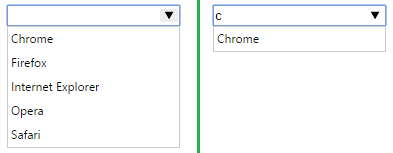 Chrome
Firefox
Internet Explorer
Opera
Safari
c
Chrome